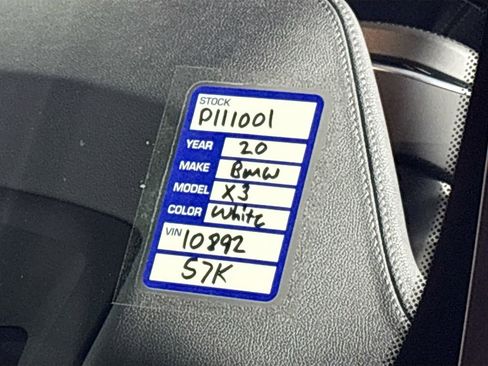 STOCK
P111001
YEAR 20
MAKE BMW
MODEL X3
COLOR White
VIN 10892
57K